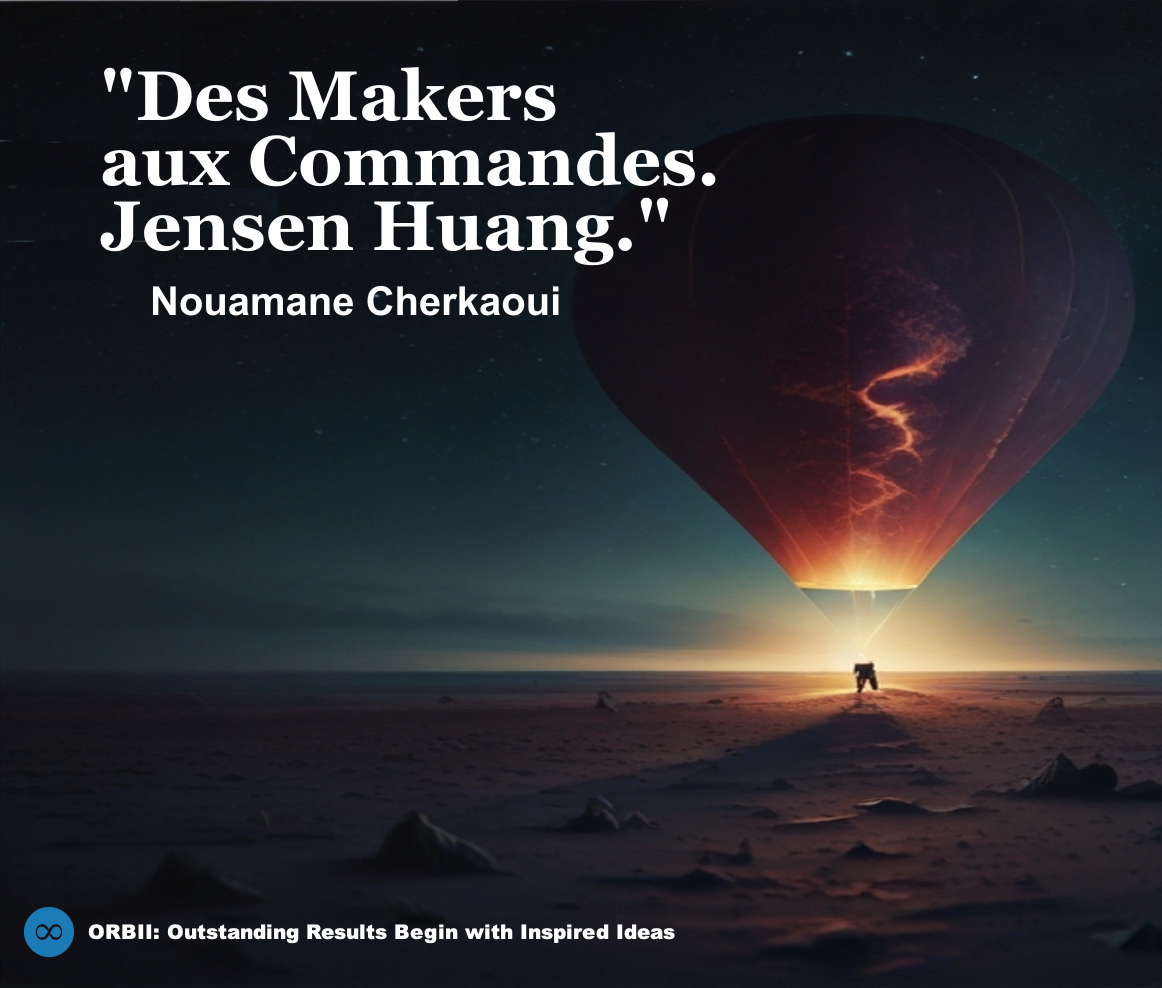 "Des Makers
aux Commandes.
Jensen Huang."
Nouamane Cherkaoui
ORBII: Outstanding Results Begin with Inspired Ideas